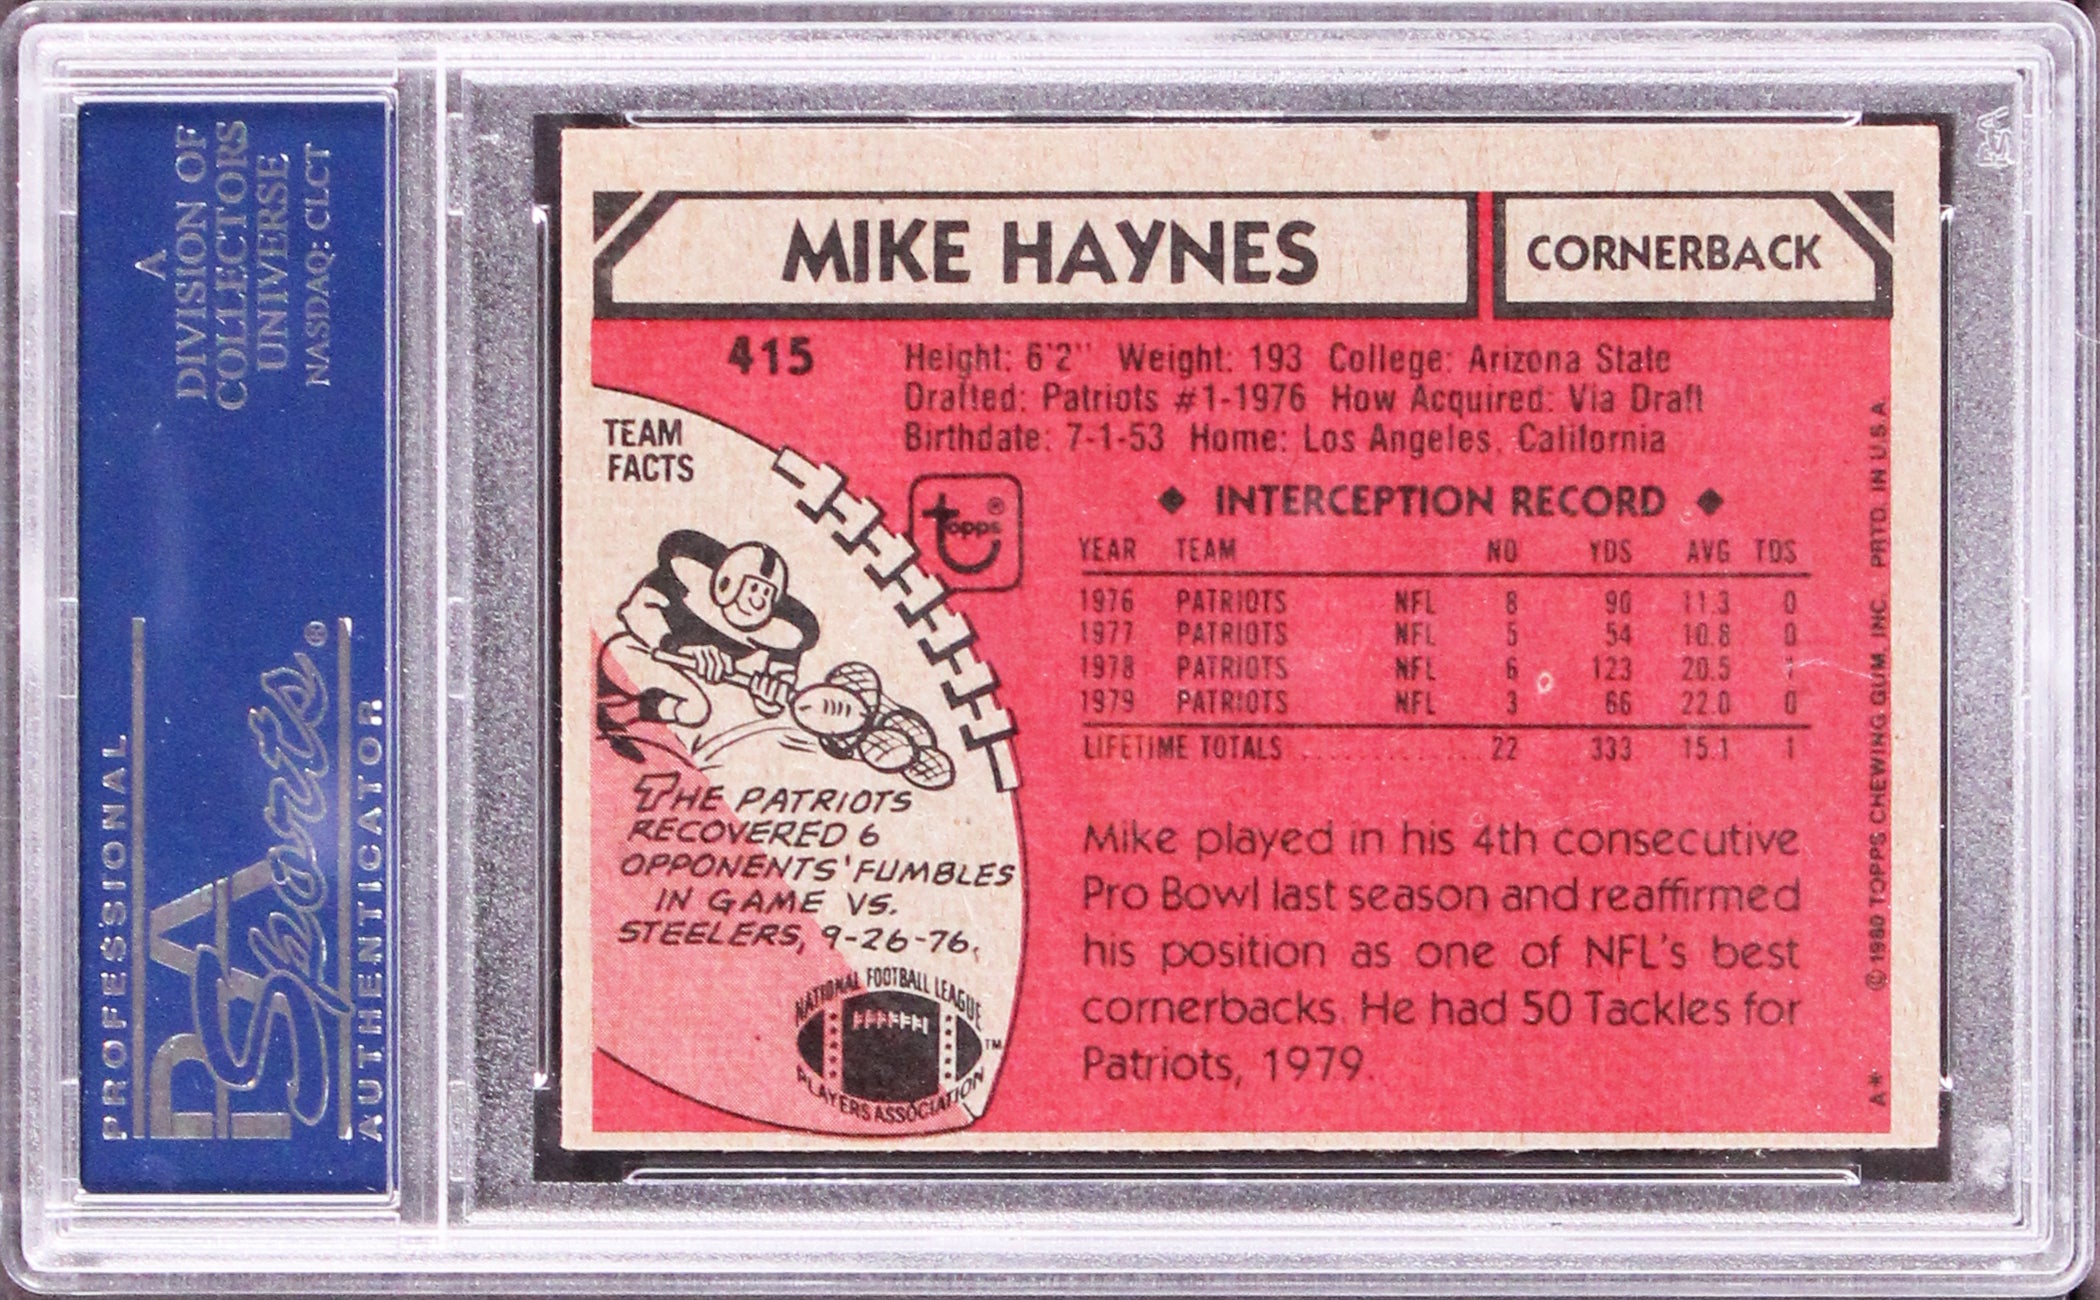 A
DIVISION OF
COLLECTORS
UNIVERSE
NASDAQ: CLCT
PROFESSIONAL
PSA
Sports®
AUTHENTICATOR
PSA
MIKE HAYNES
CORNERBACK
415
Height: 6'2" Weight: 193 College: Arizona State
Drafted: Patriots #1-1976 How Acquired: Via Draft
Birthdate: 7-1-53 Home: Los Angeles, California
TEAM
FACTS
topps®
◆ INTERCEPTION RECORD ◆
YEAR TEAM NO YDS AVG TDS
1976 PATRIOTS NFL 8 90 11.3 0
1977 PATRIOTS NFL 5 54 10.8 0
1978 PATRIOTS NFL 6 123 20.5 1
1979 PATRIOTS NFL 3 66 22.0 0
LIFETIME TOTALS .............. 22 333 15.1 1
THE PATRIOTS
RECOVERED 6
OPPONENTS' FUMBLES
IN GAME VS.
STEELERS, 9-26-76.
NATIONAL FOOTBALL LEAGUE
PLAYERS ASSOCIATION
TM
Mike played in his 4th consecutive
Pro Bowl last season and reaffirmed
his position as one of NFL's best
cornerbacks. He had 50 Tackles for
Patriots, 1979.
A* © 1980 TOPPS CHEWING GUM, INC. PRTD. IN U.S.A.